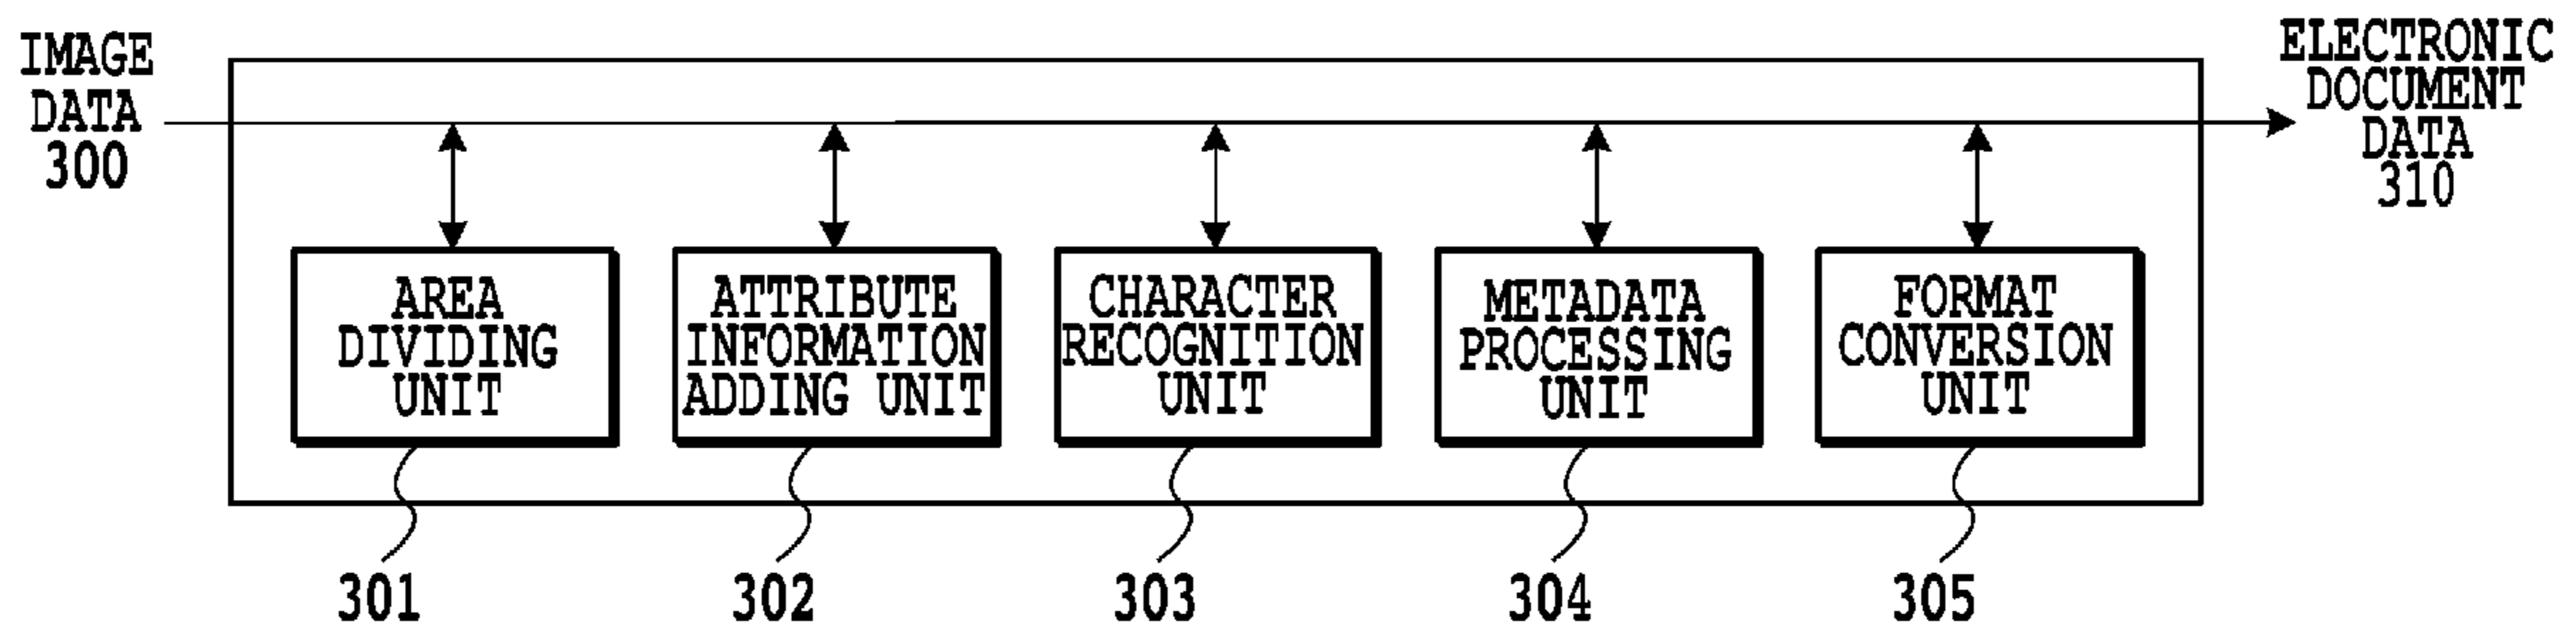 IMAGE
DATA
300
ELECTRONIC
DOCUMENT
DATA
310
AREA
DIVIDING
UNIT
ATTRIBUTE
INFORMATION
ADDING UNIT
CHARACTER
RECOGNITION
UNIT
METADATA
PROCESSING
UNIT
FORMAT
CONVERSION
UNIT
301
302
303
304
305